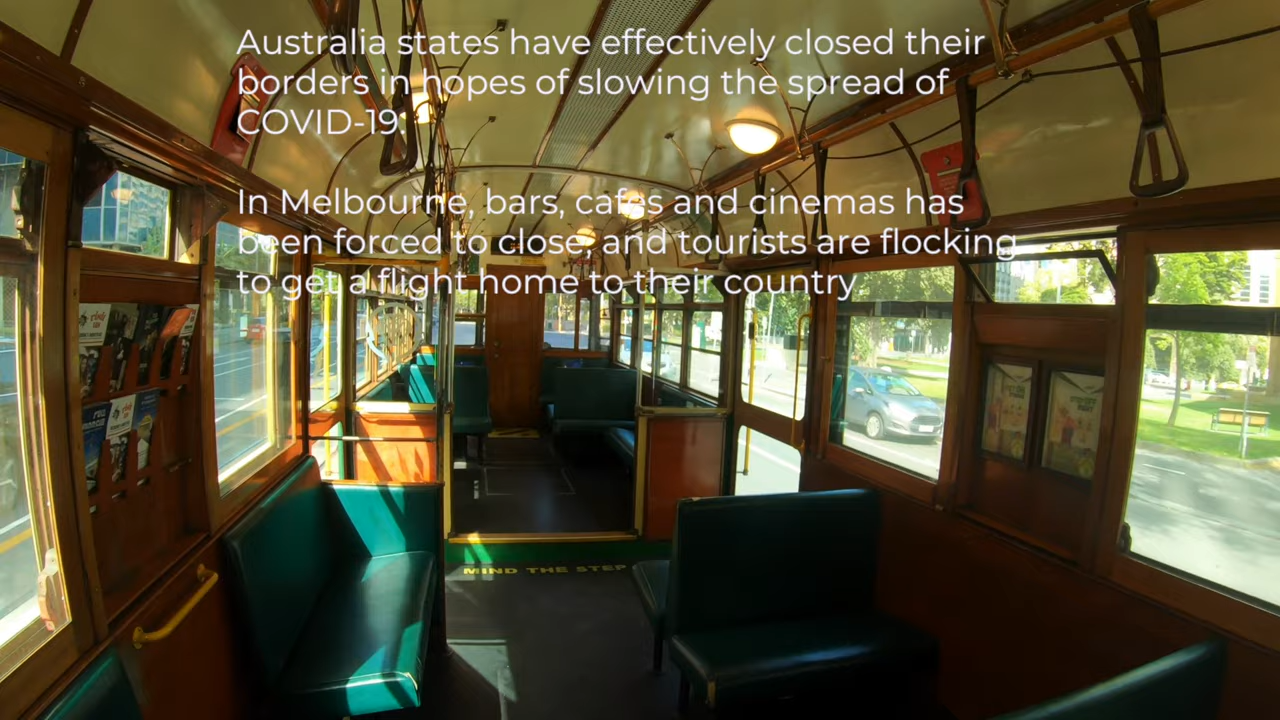 Australia states have effectively closed their
borders in hopes of slowing the spread of
COVID-19.
In Melbourne, bars, cafes and cinemas has
been forced to close, and tourists are flocking
to get a flight home to their country
MIND THE STEP